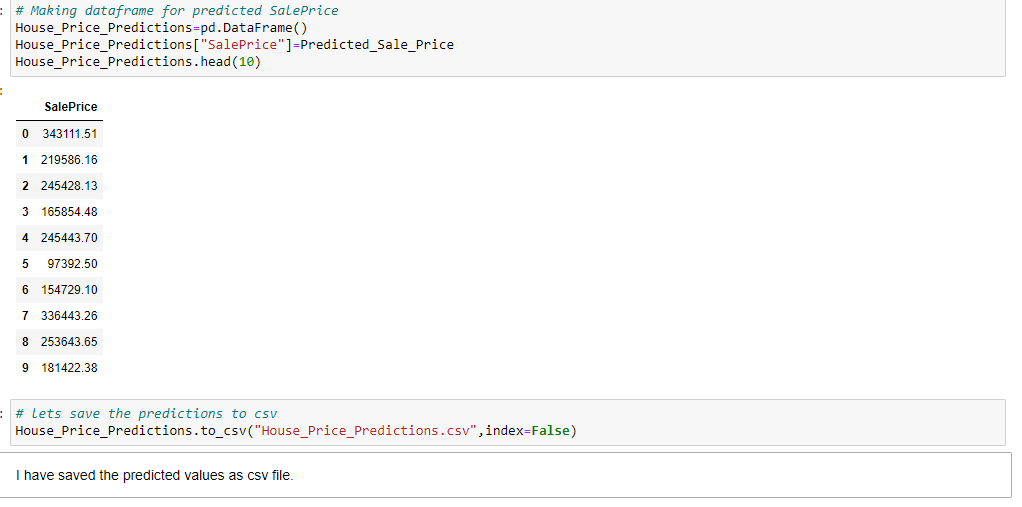 : # Making dataframe for predicted SalePrice
House_Price_Predictions=pd.DataFrame()
House_Price_Predictions["SalePrice"]=Predicted_Sale_Price
House_Price_Predictions.head(10)
:
SalePrice
0 343111.51
1 219586.16
2 245428.13
3 165854.48
4 245443.70
5 97392.50
6 154729.10
7 336443.26
8 253643.65
9 181422.38
: # lets save the predictions to csv
House_Price_Predictions.to_csv("House_Price_Predictions.csv",index=False)
I have saved the predicted values as csv file.